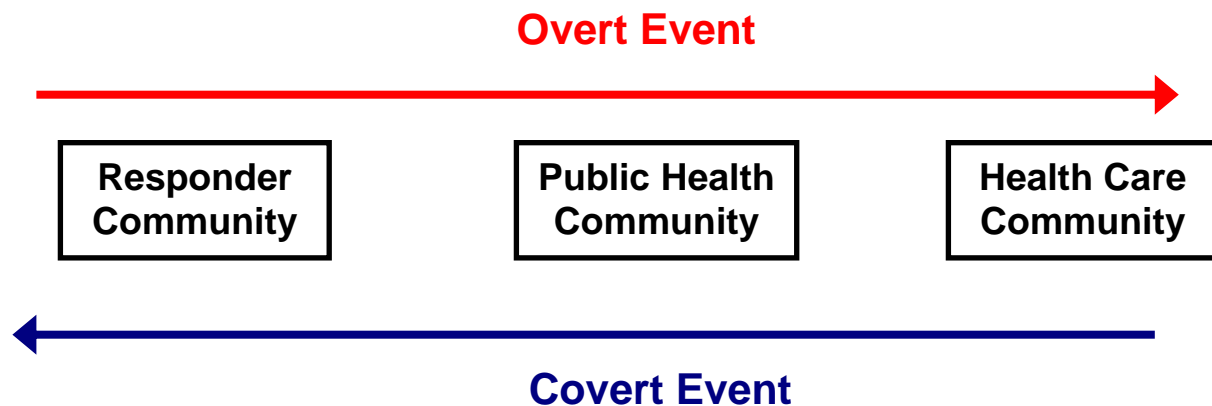 Overt Event
Responder
Community
Public Health
Community
Health Care
Community
Covert Event